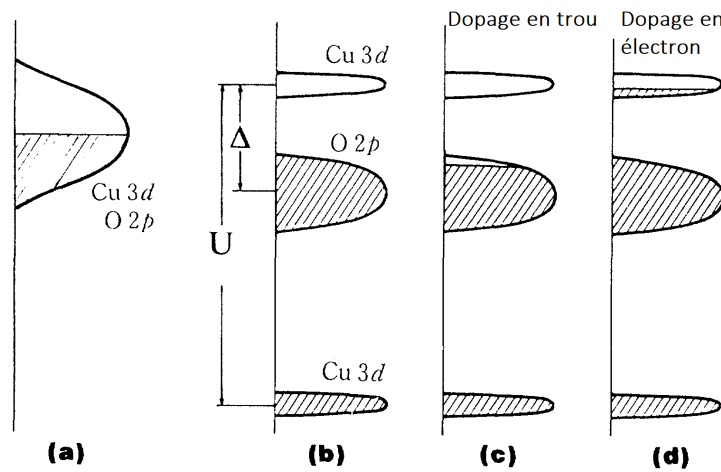 Dopage en trou
Dopage en
électron
Cu 3d
Cu 3d
O 2p
Δ
O 2p
U
Cu 3d
(a)
(b)
(c)
(d)